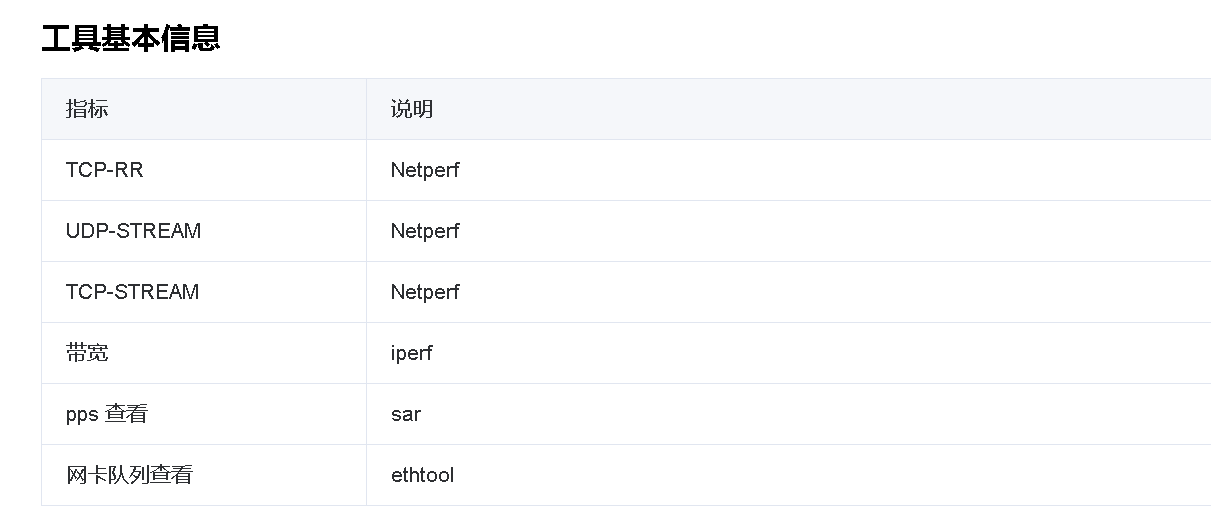 工具基本信息
指标 说明
TCP-RR Netperf
UDP-STREAM Netperf
TCP-STREAM Netperf
带宽 iperf
pps 查看 sar
网卡队列查看 ethtool